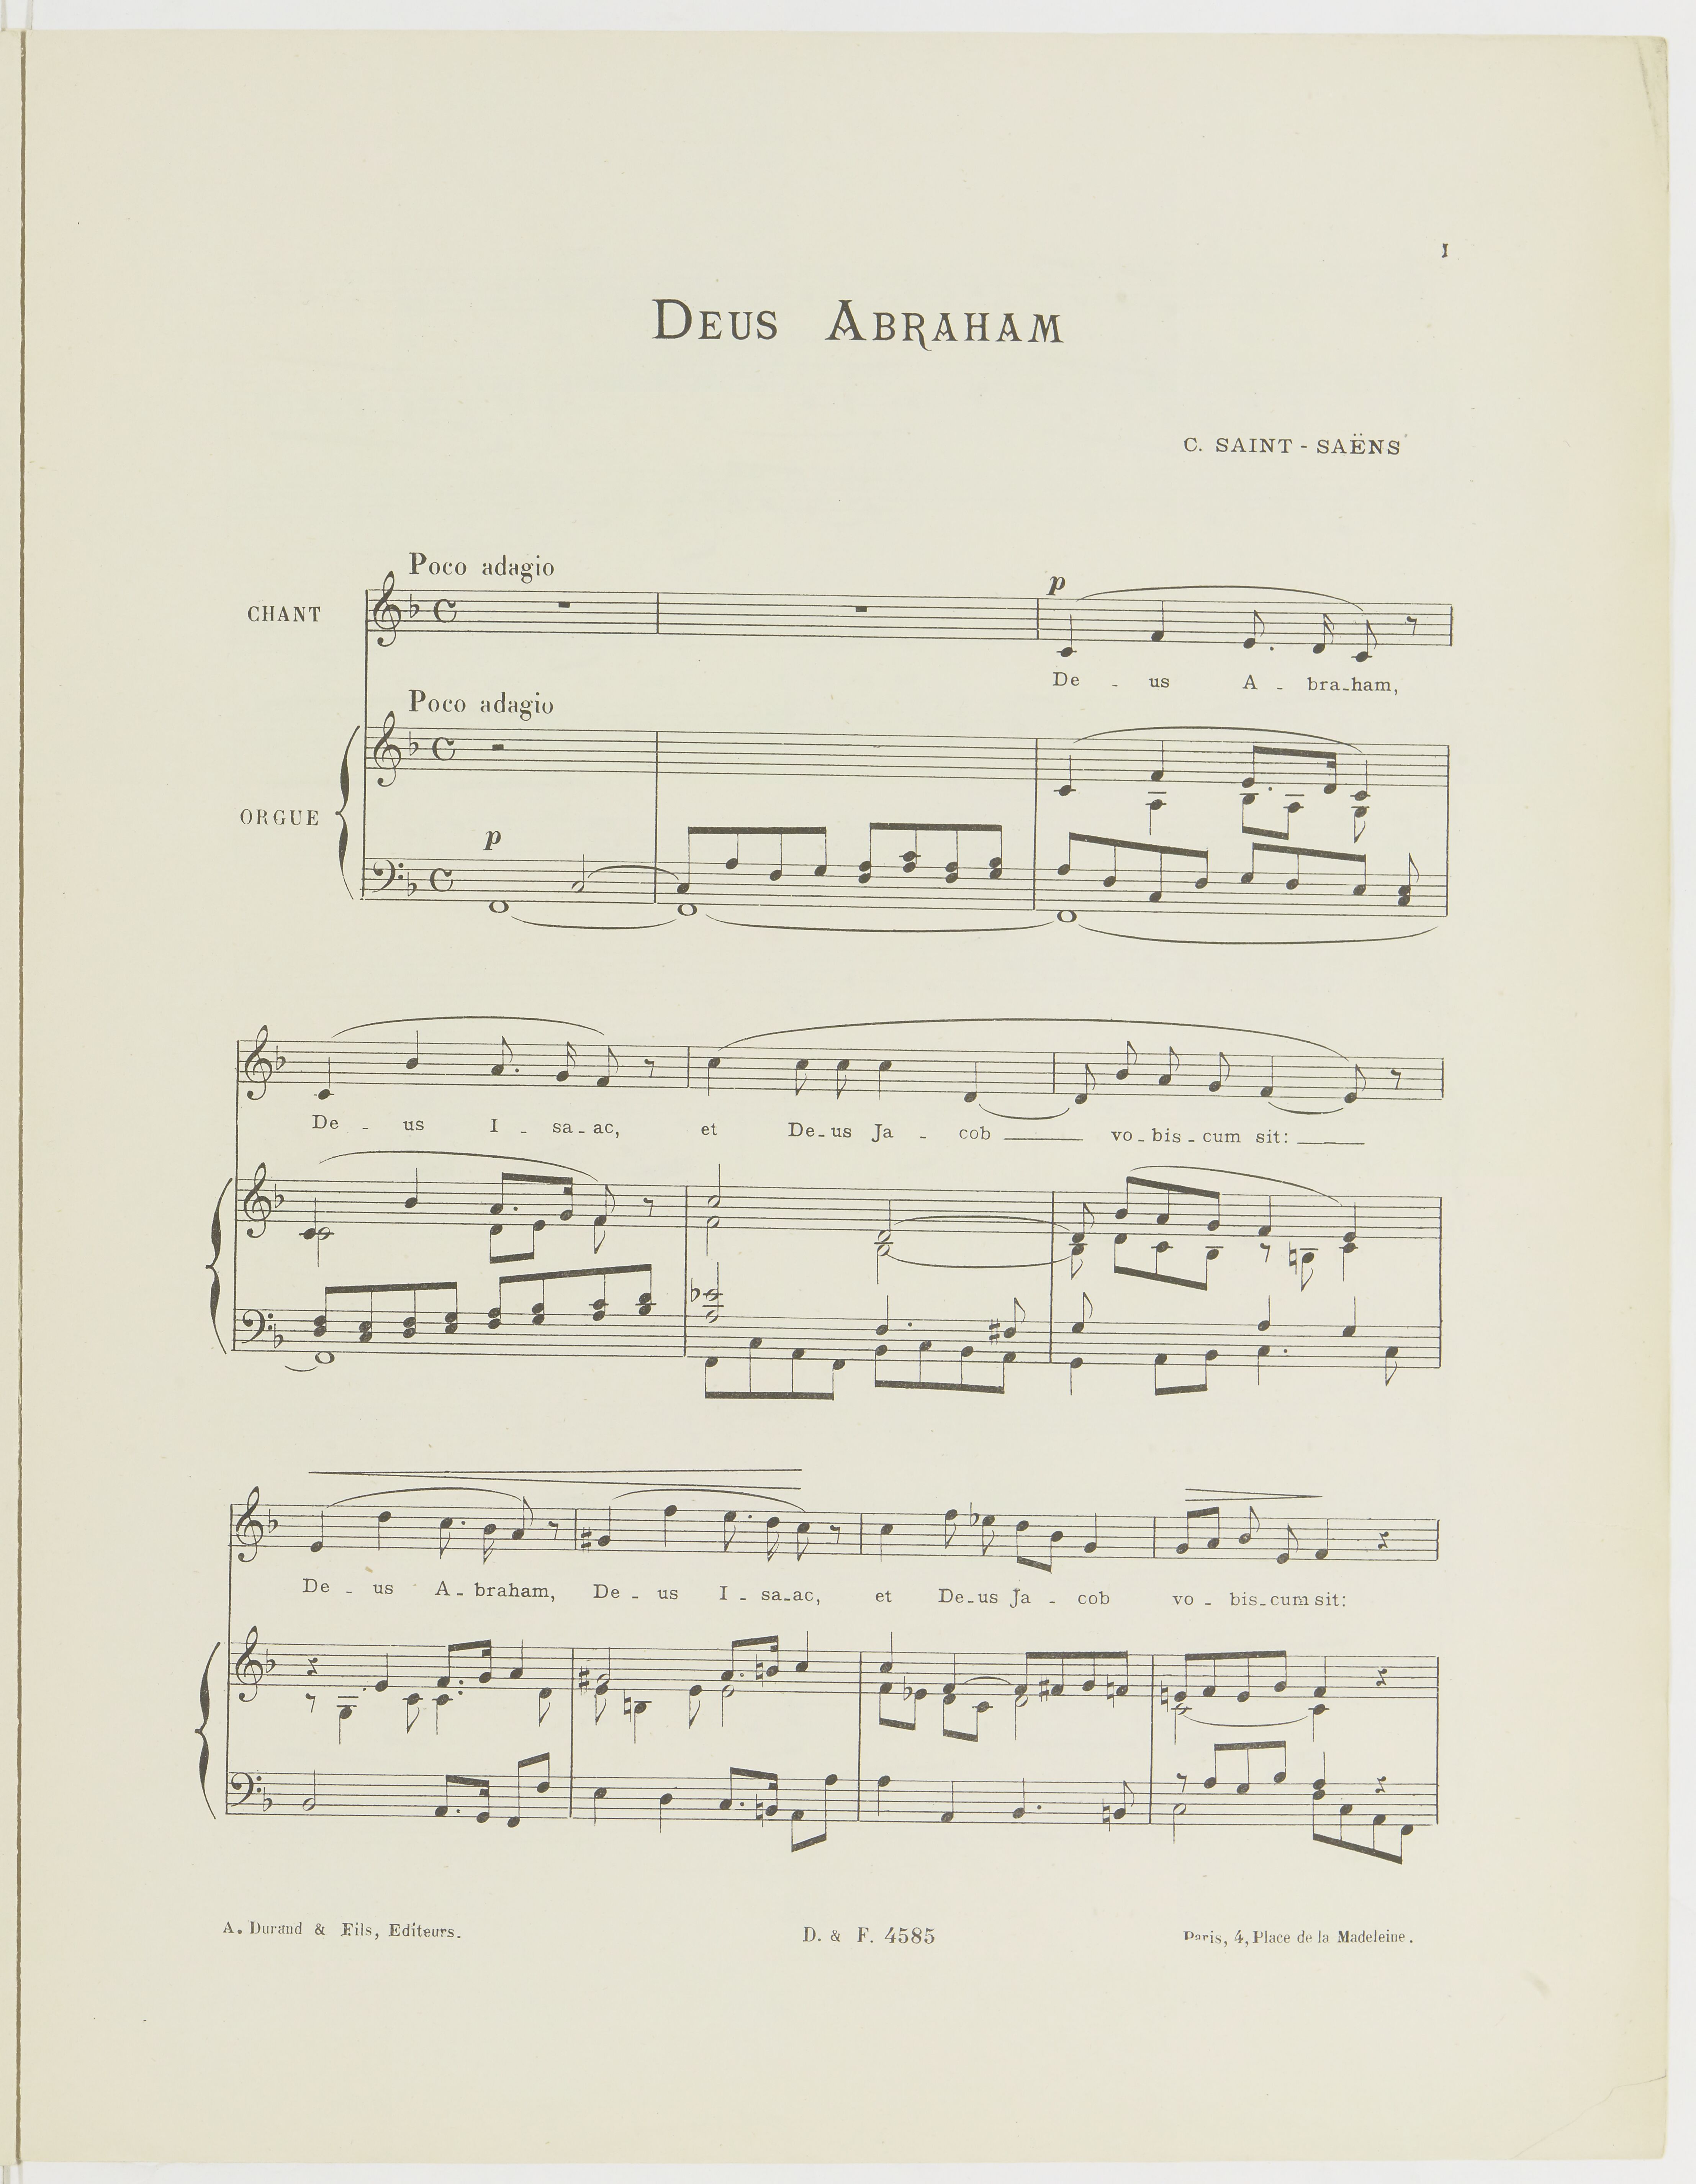 1
DEUS ABRAHAM
C. SAINT-SAËNS
Poco adagio
CHANT
p
De - us A - bra-ham,
Poco adagio
ORGUE
p
De - us I - sa-ac, et De-us Ja - cob vo-bis-cum sit:
De - us A-braham, De - us I - sa-ac, et De-us Ja - cob vo - bis-cum sit:
A. Durand & Fils, Editeurs. D. & F. 4585 Paris, 4, Place de la Madeleine.